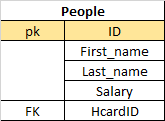 People
pk ID
First_name
Last_name
Salary
FK HcardID